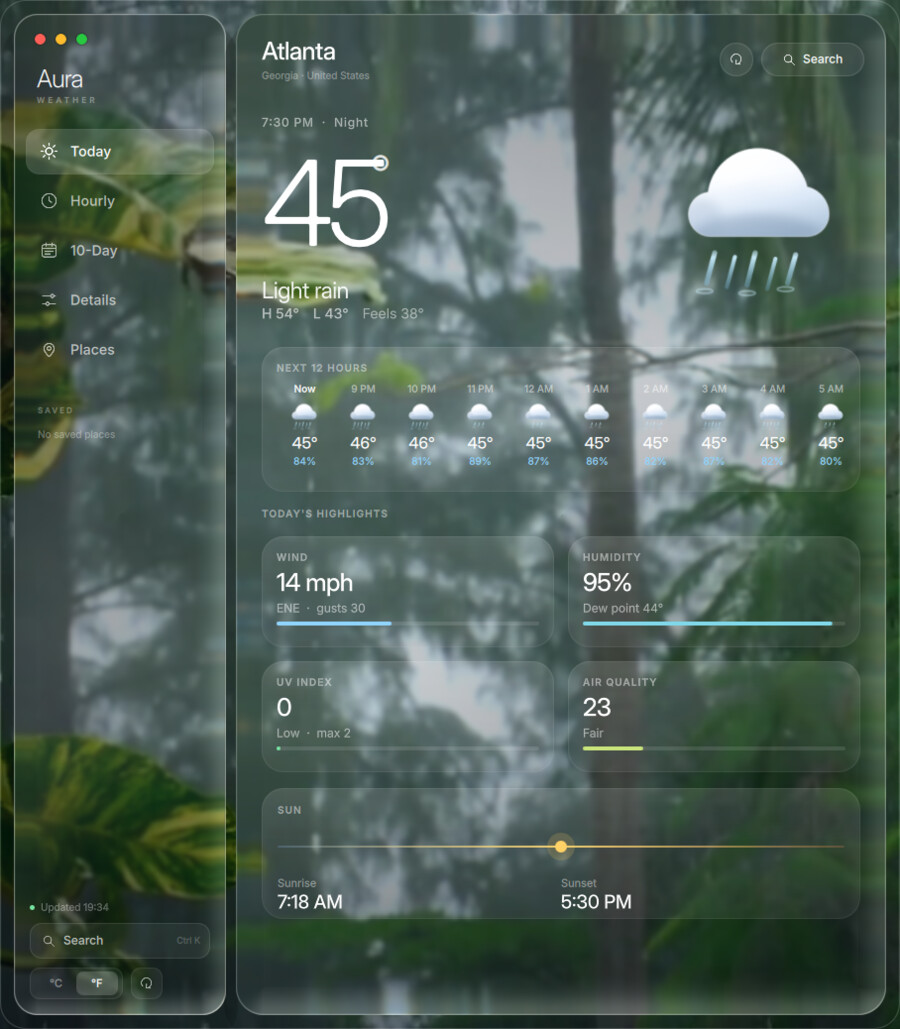 Aura
WEATHER
Today
Hourly
10-Day
Details
Places
SAVED
No saved places
Updated 19:34
Search Ctrl K
°C °F
Atlanta
Georgia · United States
Search
7:30 PM · Night
45°
Light rain
H 54° L 43° Feels 38°
NEXT 12 HOURS
Now 9 PM 10 PM 11 PM 12 AM 1 AM 2 AM 3 AM 4 AM 5 AM
45° 46° 46° 45° 45° 45° 45° 45° 45° 45°
84% 83% 81% 89% 87% 86% 87% 80%
TODAY'S HIGHLIGHTS
WIND
14 mph
ENE · gusts 30
HUMIDITY
95%
Dew point 44°
UV INDEX
0
Low · max 2
AIR QUALITY
23
Fair
SUN
Sunrise
7:18 AM
Sunset
5:30 PM